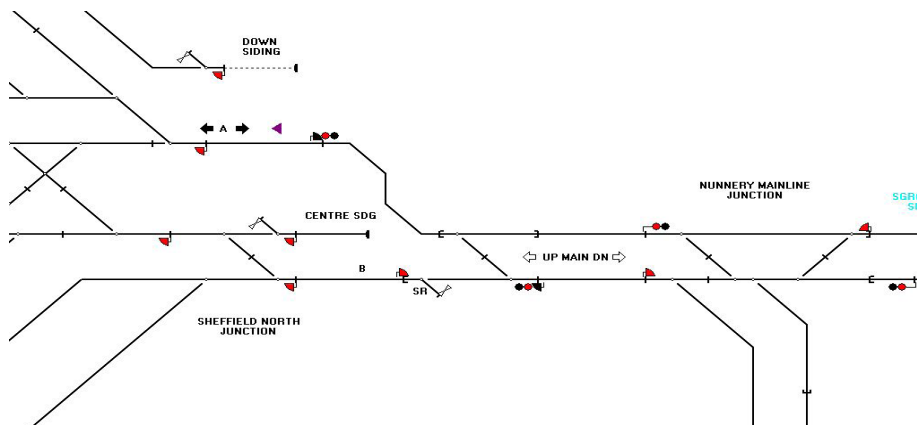 DOWN
SIDING
A
NUNNERY MAINLINE
JUNCTION
CENTRE SDG
UP MAIN DN
B
SR
SHEFFIELD NORTH
JUNCTION